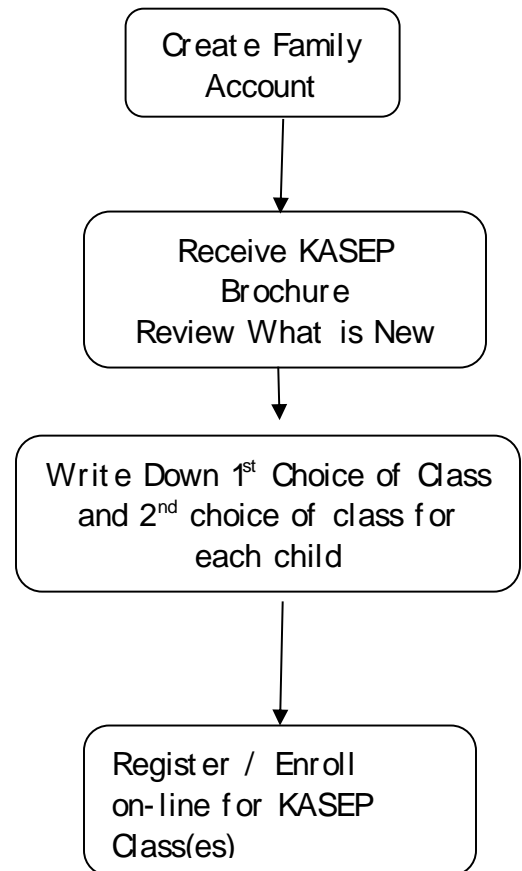 Create Family
Account
Receive KASEP
Brochure
Review What is New
Write Down 1st Choice of Class
and 2nd choice of class for
each child
Register / Enroll
on-line for KASEP
Class(es)